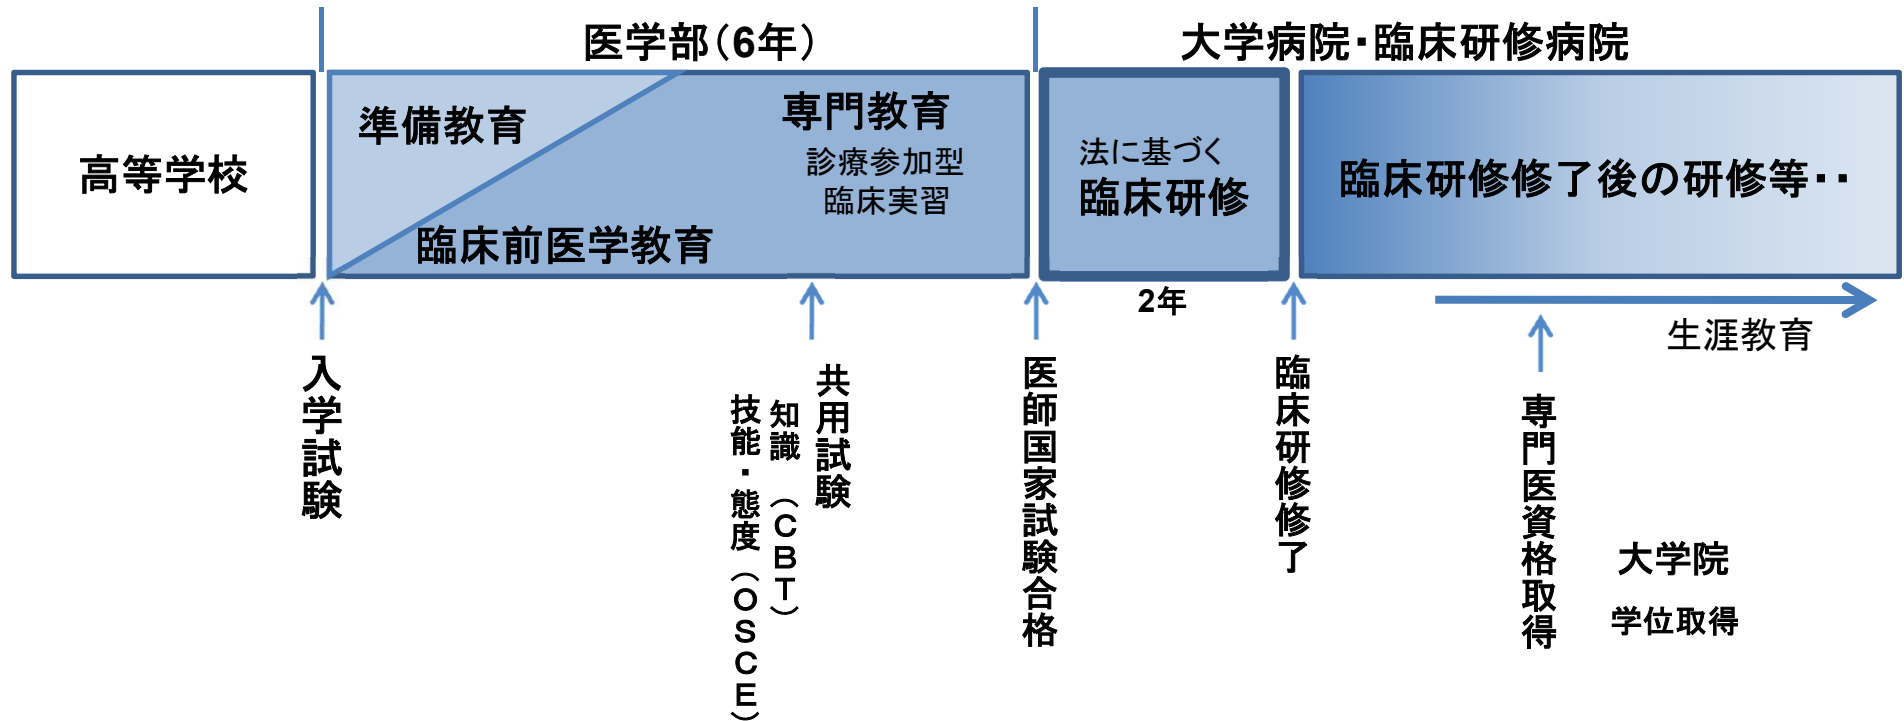 医学部（6年）
大学病院・臨床研修病院
高等学校
準備教育
臨床前医学教育
専門教育
診療参加型
臨床実習
法に基づく
臨床研修
2年
臨床研修修了後の研修等・・
生涯教育
入学試験
共用試験
知識（CBT）
技能・態度（OSCE）
医師国家試験合格
臨床研修修了
専門医資格取得
大学院
学位取得